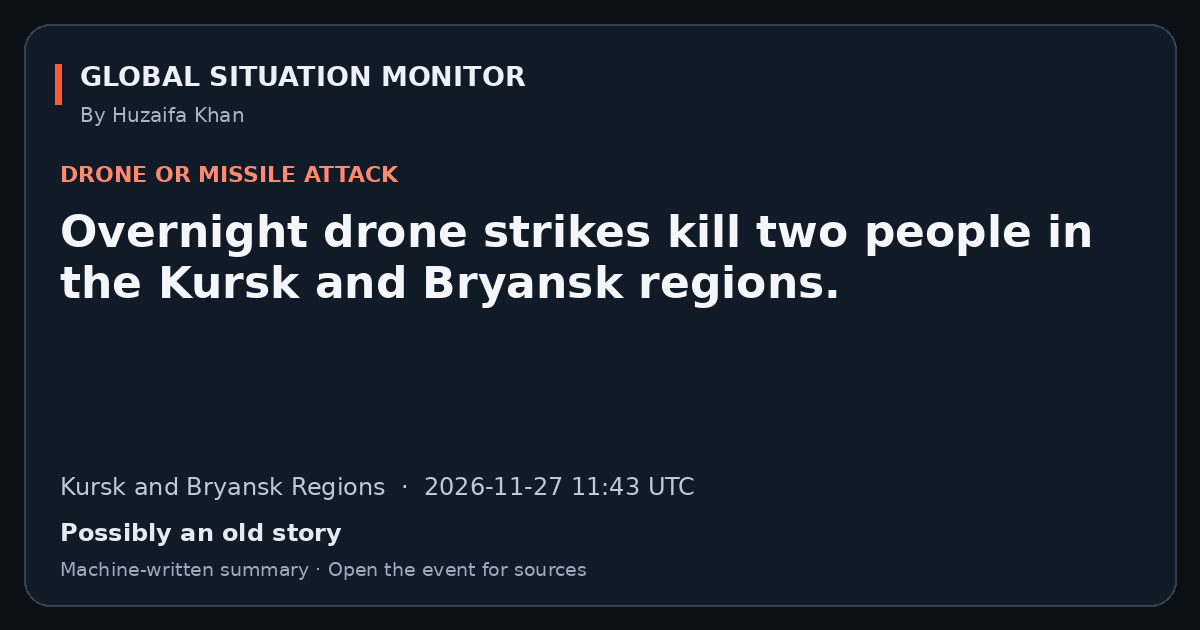 GLOBAL SITUATION MONITOR
By Huzaifa Khan
DRONE OR MISSILE ATTACK
Overnight drone strikes kill two people in
the Kursk and Bryansk regions.
Kursk and Bryansk Regions · 2026-11-27 11:43 UTC
Possibly an old story
Machine-written summary · Open the event for sources